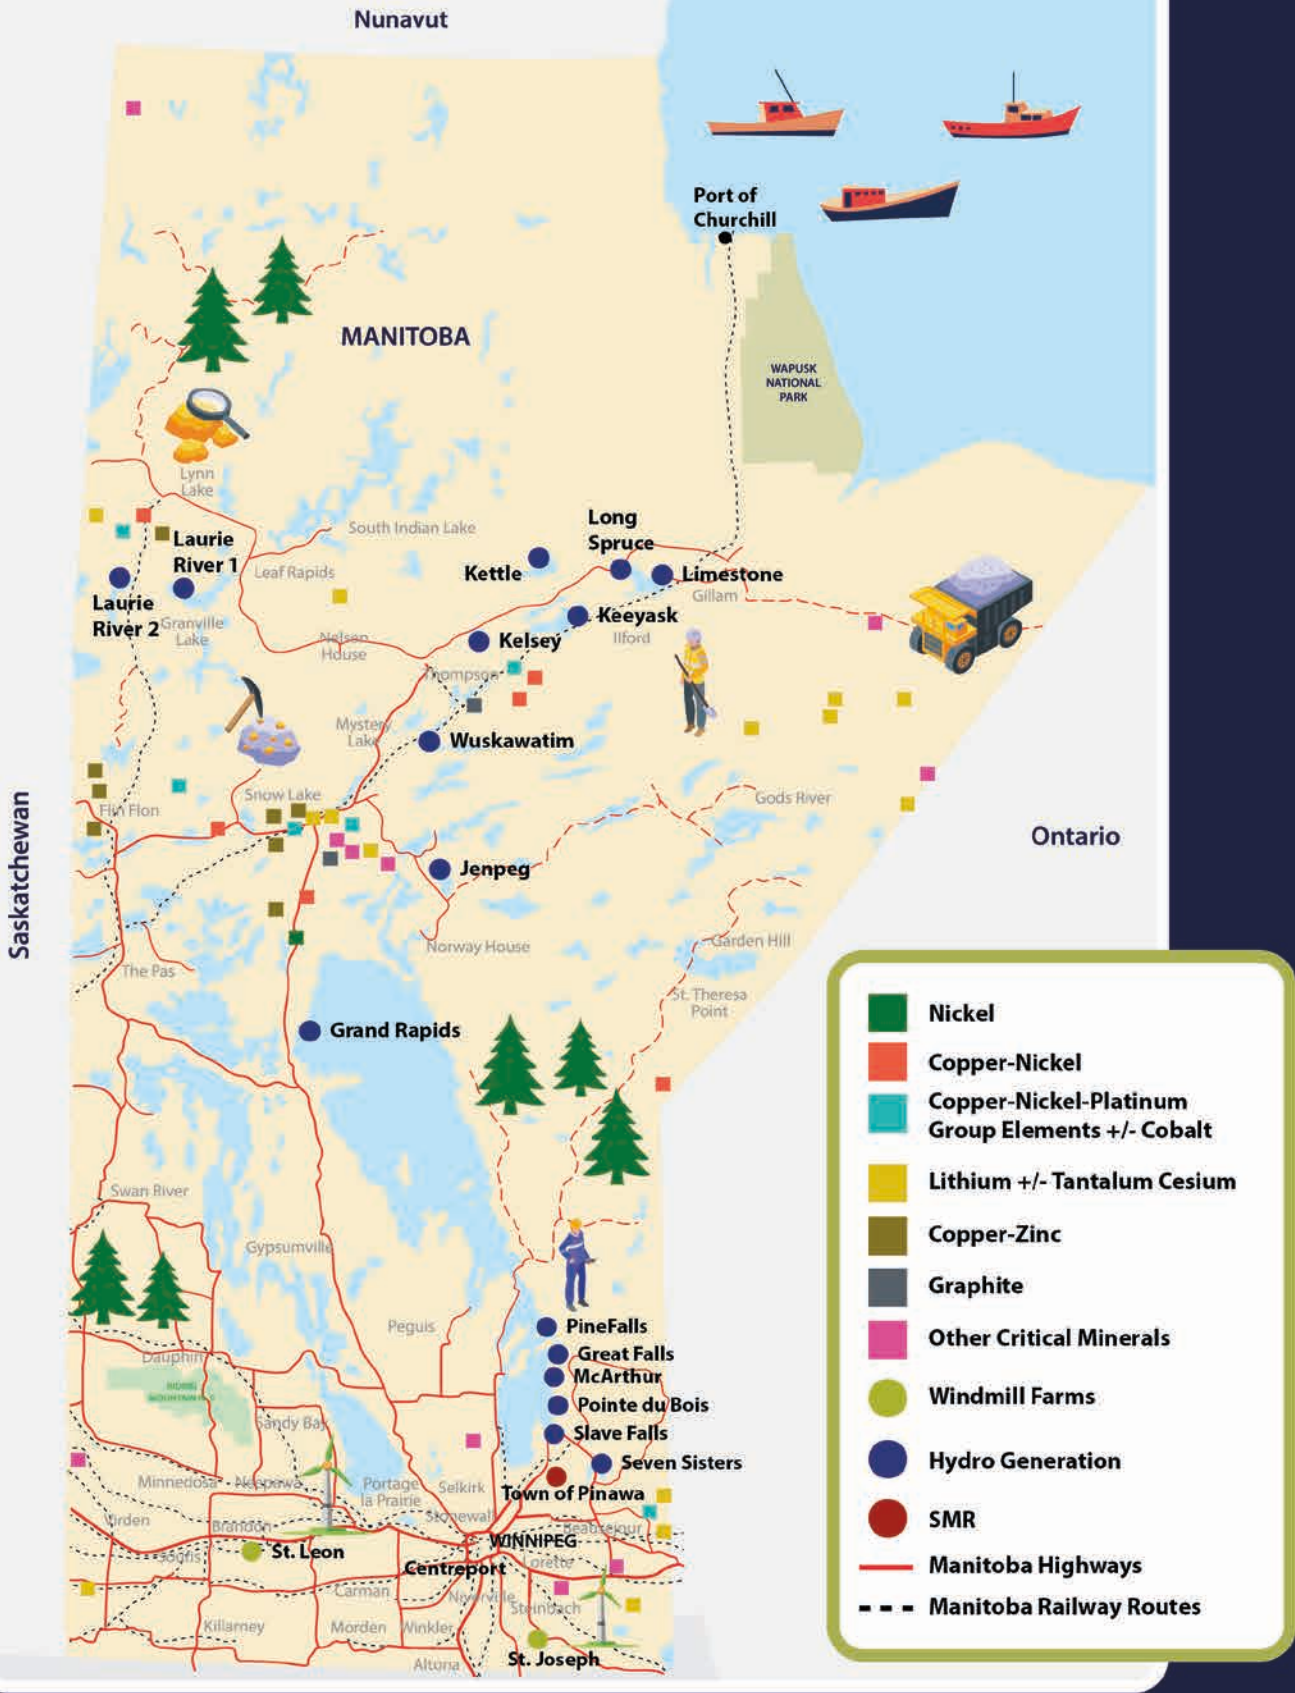 Nunavut
Port of
Churchill
MANITOBA
WAPUSK
NATIONAL
PARK
Lynn
Lake
South Indian Lake
Long
Spruce
Laurie
River 1
Leaf Rapids
Kettle
Limestone
Gillam
Laurie
River 2
Granville
Lake
Keeyask
Ilford
Nelson
House
Kelsey
Thompson
Mystery
Lake
Wuskawatim
Snow Lake
Gods River
Flin Flon
Saskatchewan
Ontario
Jenpeg
Norway House
Garden Hill
The Pas
St. Theresa
Point
Grand Rapids
Swan River
Gypsumville
Peguis
PineFalls
Great Falls
McArthur
Pointe du Bois
Slave Falls
Seven Sisters
Town of Pinawa
Dauphin
RIDING
Sandy Bay
Minnedosa
Neepawa
Portage
la Prairie
Selkirk
Stonewall
Virden
Brandon
Beausejour
WINNIPEG
Souris
St. Leon
Centreport
Lorette
Carman
Niverville
Steinbach
Killarney
Morden
Winkler
St. Joseph
Altona
Nickel
Copper-Nickel
Copper-Nickel-Platinum
Group Elements +/- Cobalt
Lithium +/- Tantalum Cesium
Copper-Zinc
Graphite
Other Critical Minerals
Windmill Farms
Hydro Generation
SMR
Manitoba Highways
Manitoba Railway Routes